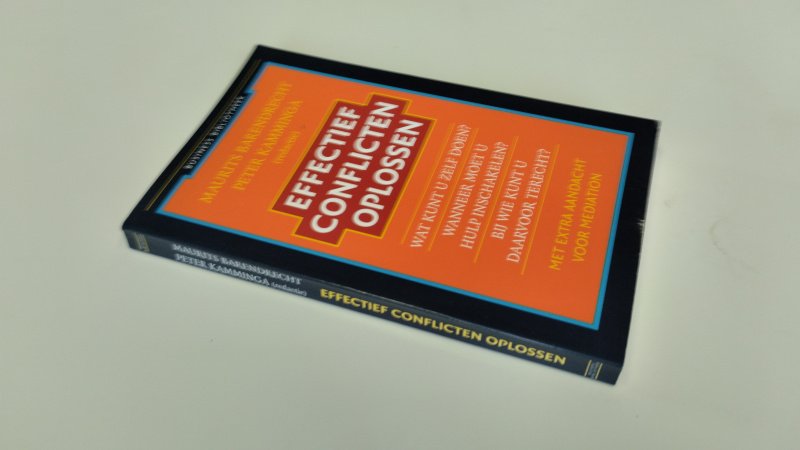 BUSINESS BIBLIOTHEEK
MAURITS BARENDRECHT
PETER KAMMINGA
(redactie)
EFFECTIEF
CONFLICTEN
OPLOSSEN
WAT KUNT U ZELF DOEN?
WANNEER MOET U
HULP INSCHAKELEN?
BIJ WIE KUNT U
DAARVOOR TERECHT?
MET EXTRA AANDACHT
VOOR MEDIATION
MAURITS BARENDRECHT
PETER KAMMINGA (redactie)
EFFECTIEF CONFLICTEN OPLOSSEN